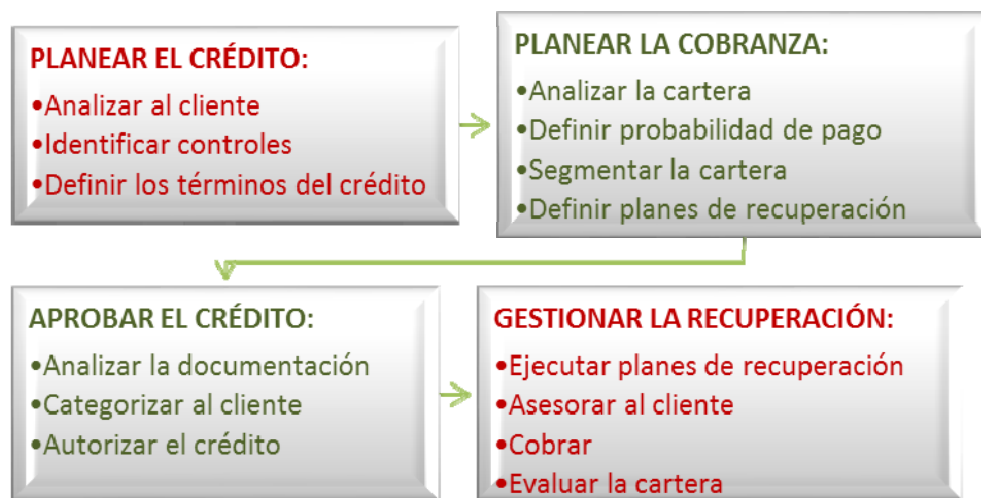 PLANEAR EL CRÉDITO:
•Analizar al cliente
•Identificar controles
•Definir los términos del crédito
PLANEAR LA COBRANZA:
•Analizar la cartera
•Definir probabilidad de pago
•Segmentar la cartera
•Definir planes de recuperación
APROBAR EL CRÉDITO:
•Analizar la documentación
•Categorizar al cliente
•Autorizar el crédito
GESTIONAR LA RECUPERACIÓN:
•Ejecutar planes de recuperación
•Asesorar al cliente
•Cobrar
•Evaluar la cartera